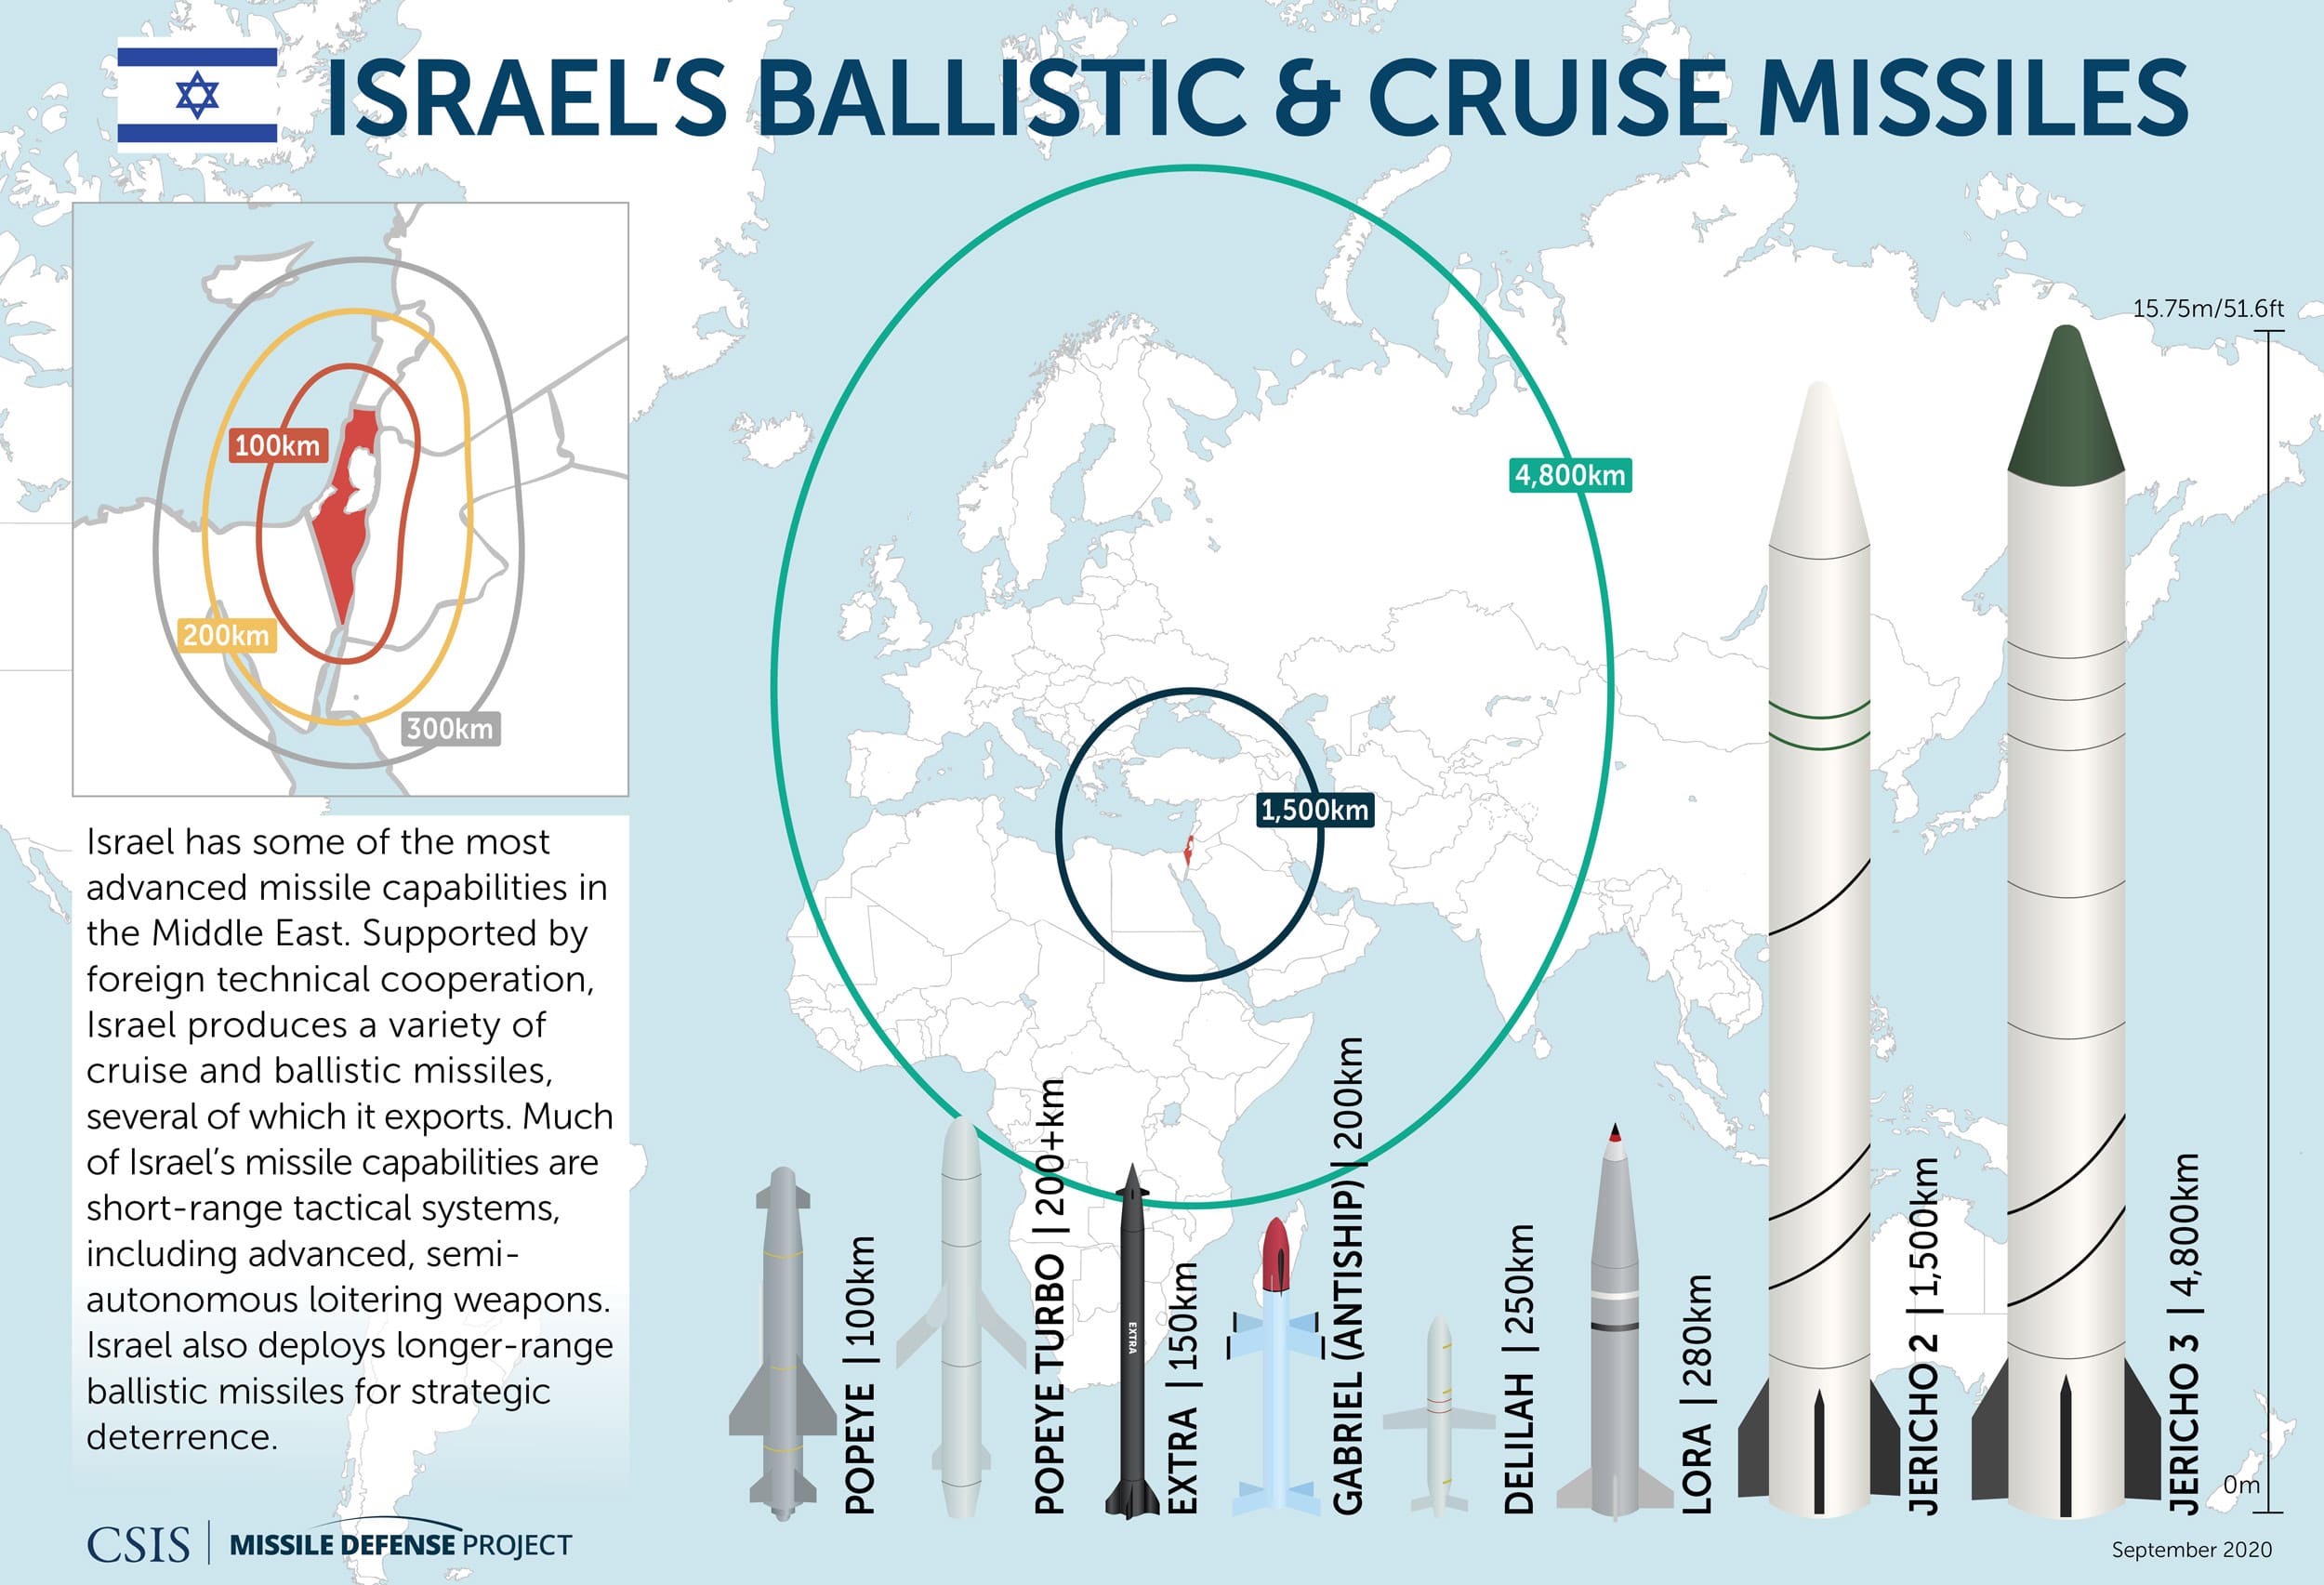 ISRAEL’S BALLISTIC & CRUISE MISSILES
100km
200km
300km
Israel has some of the most
advanced missile capabilities in
the Middle East. Supported by
foreign technical cooperation,
Israel produces a variety of
cruise and ballistic missiles,
several of which it exports. Much
of Israel’s missile capabilities are
short-range tactical systems,
including advanced, semi-
autonomous loitering weapons.
Israel also deploys longer-range
ballistic missiles for strategic
deterrence.
CSIS | MISSILE DEFENSE PROJECT
4,800km
1,500km
POPEYE | 100km
POPEYE TURBO | 200+km
EXTRA
EXTRA | 150km
GABRIEL (ANTISHIP) | 200km
DELILAH | 250km
LORA | 280km
JERICHO 2 | 1,500km
JERICHO 3 | 4,800km
15.75m/51.6ft
0m
September 2020